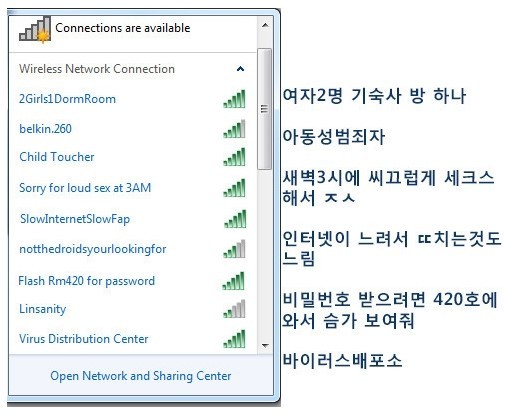 Connections are available
Wireless Network Connection
2Girls1DormRoom
belkin.260
Child Toucher
Sorry for loud sex at 3AM
SlowInternetSlowFap
notthedroidsyourlookingfor
Flash Rm420 for password
Linsanity
Virus Distribution Center
Open Network and Sharing Center
여자2명 기숙사 방 하나
아동성범죄자
새벽3시에 씨끄럽게 세크스
해서 ㅈㅅ
인터넷이 느려서 ㄸ치는것도
느림
비밀번호 받으려면 420호에
와서 슴가 보여줘
바이러스배포소